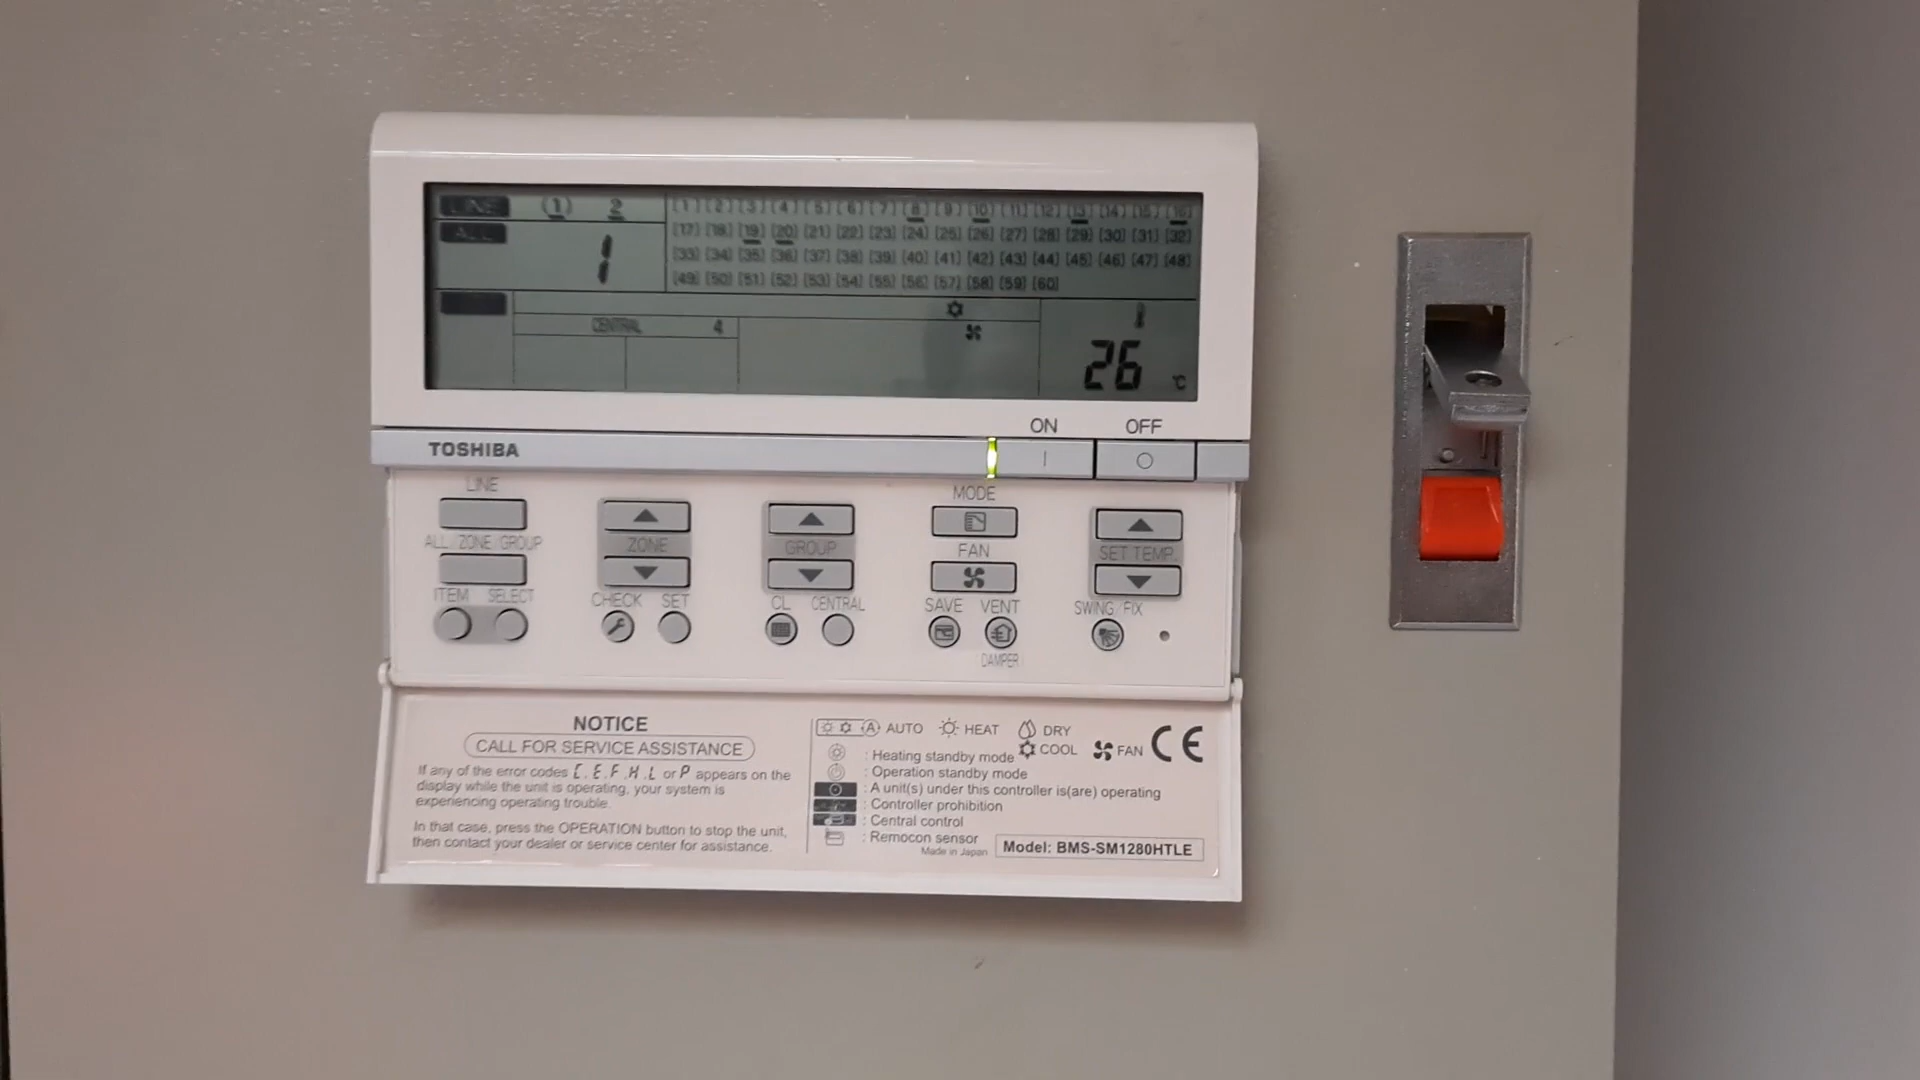 LINE (1) 2
[1] [2] [3] [4] [5] [6] [7] [8] [9] [10] [11] [12] [13] [14] [15] [16]
ALL 1
[17] [18] [19] [20] [21] [22] [23] [24] [25] [26] [27] [28] [29] [30] [31] [32]
[33] [34] [35] [36] [37] [38] [39] [40] [41] [42] [43] [44] [45] [46] [47] [48]
[49] [50] [51] [52] [53] [54] [55] [56] [57] [58] [59] [60]
CENTRAL 4
26 °C
ON OFF
TOSHIBA
LINE
MODE
ALL/ZONE/GROUP
ZONE
GROUP
FAN
SET TEMP.
ITEM SELECT
CHECK SET
CL CENTRAL
SAVE VENT
SWING/FIX
DAMPER
NOTICE
CALL FOR SERVICE ASSISTANCE
If any of the error codes C.E.F.H.L or P appears on the
display while the unit is operating, your system is
experiencing operating trouble.
In that case, press the OPERATION button to stop the unit,
then contact your dealer or service center for assistance.
A AUTO HEAT DRY
COOL FAN CE
: Heating standby mode
: Operation standby mode
: A unit(s) under this controller is(are) operating
: Controller prohibition
: Central control
: Remocon sensor
Made in Japan
Model: BMS-SM1280HTLE